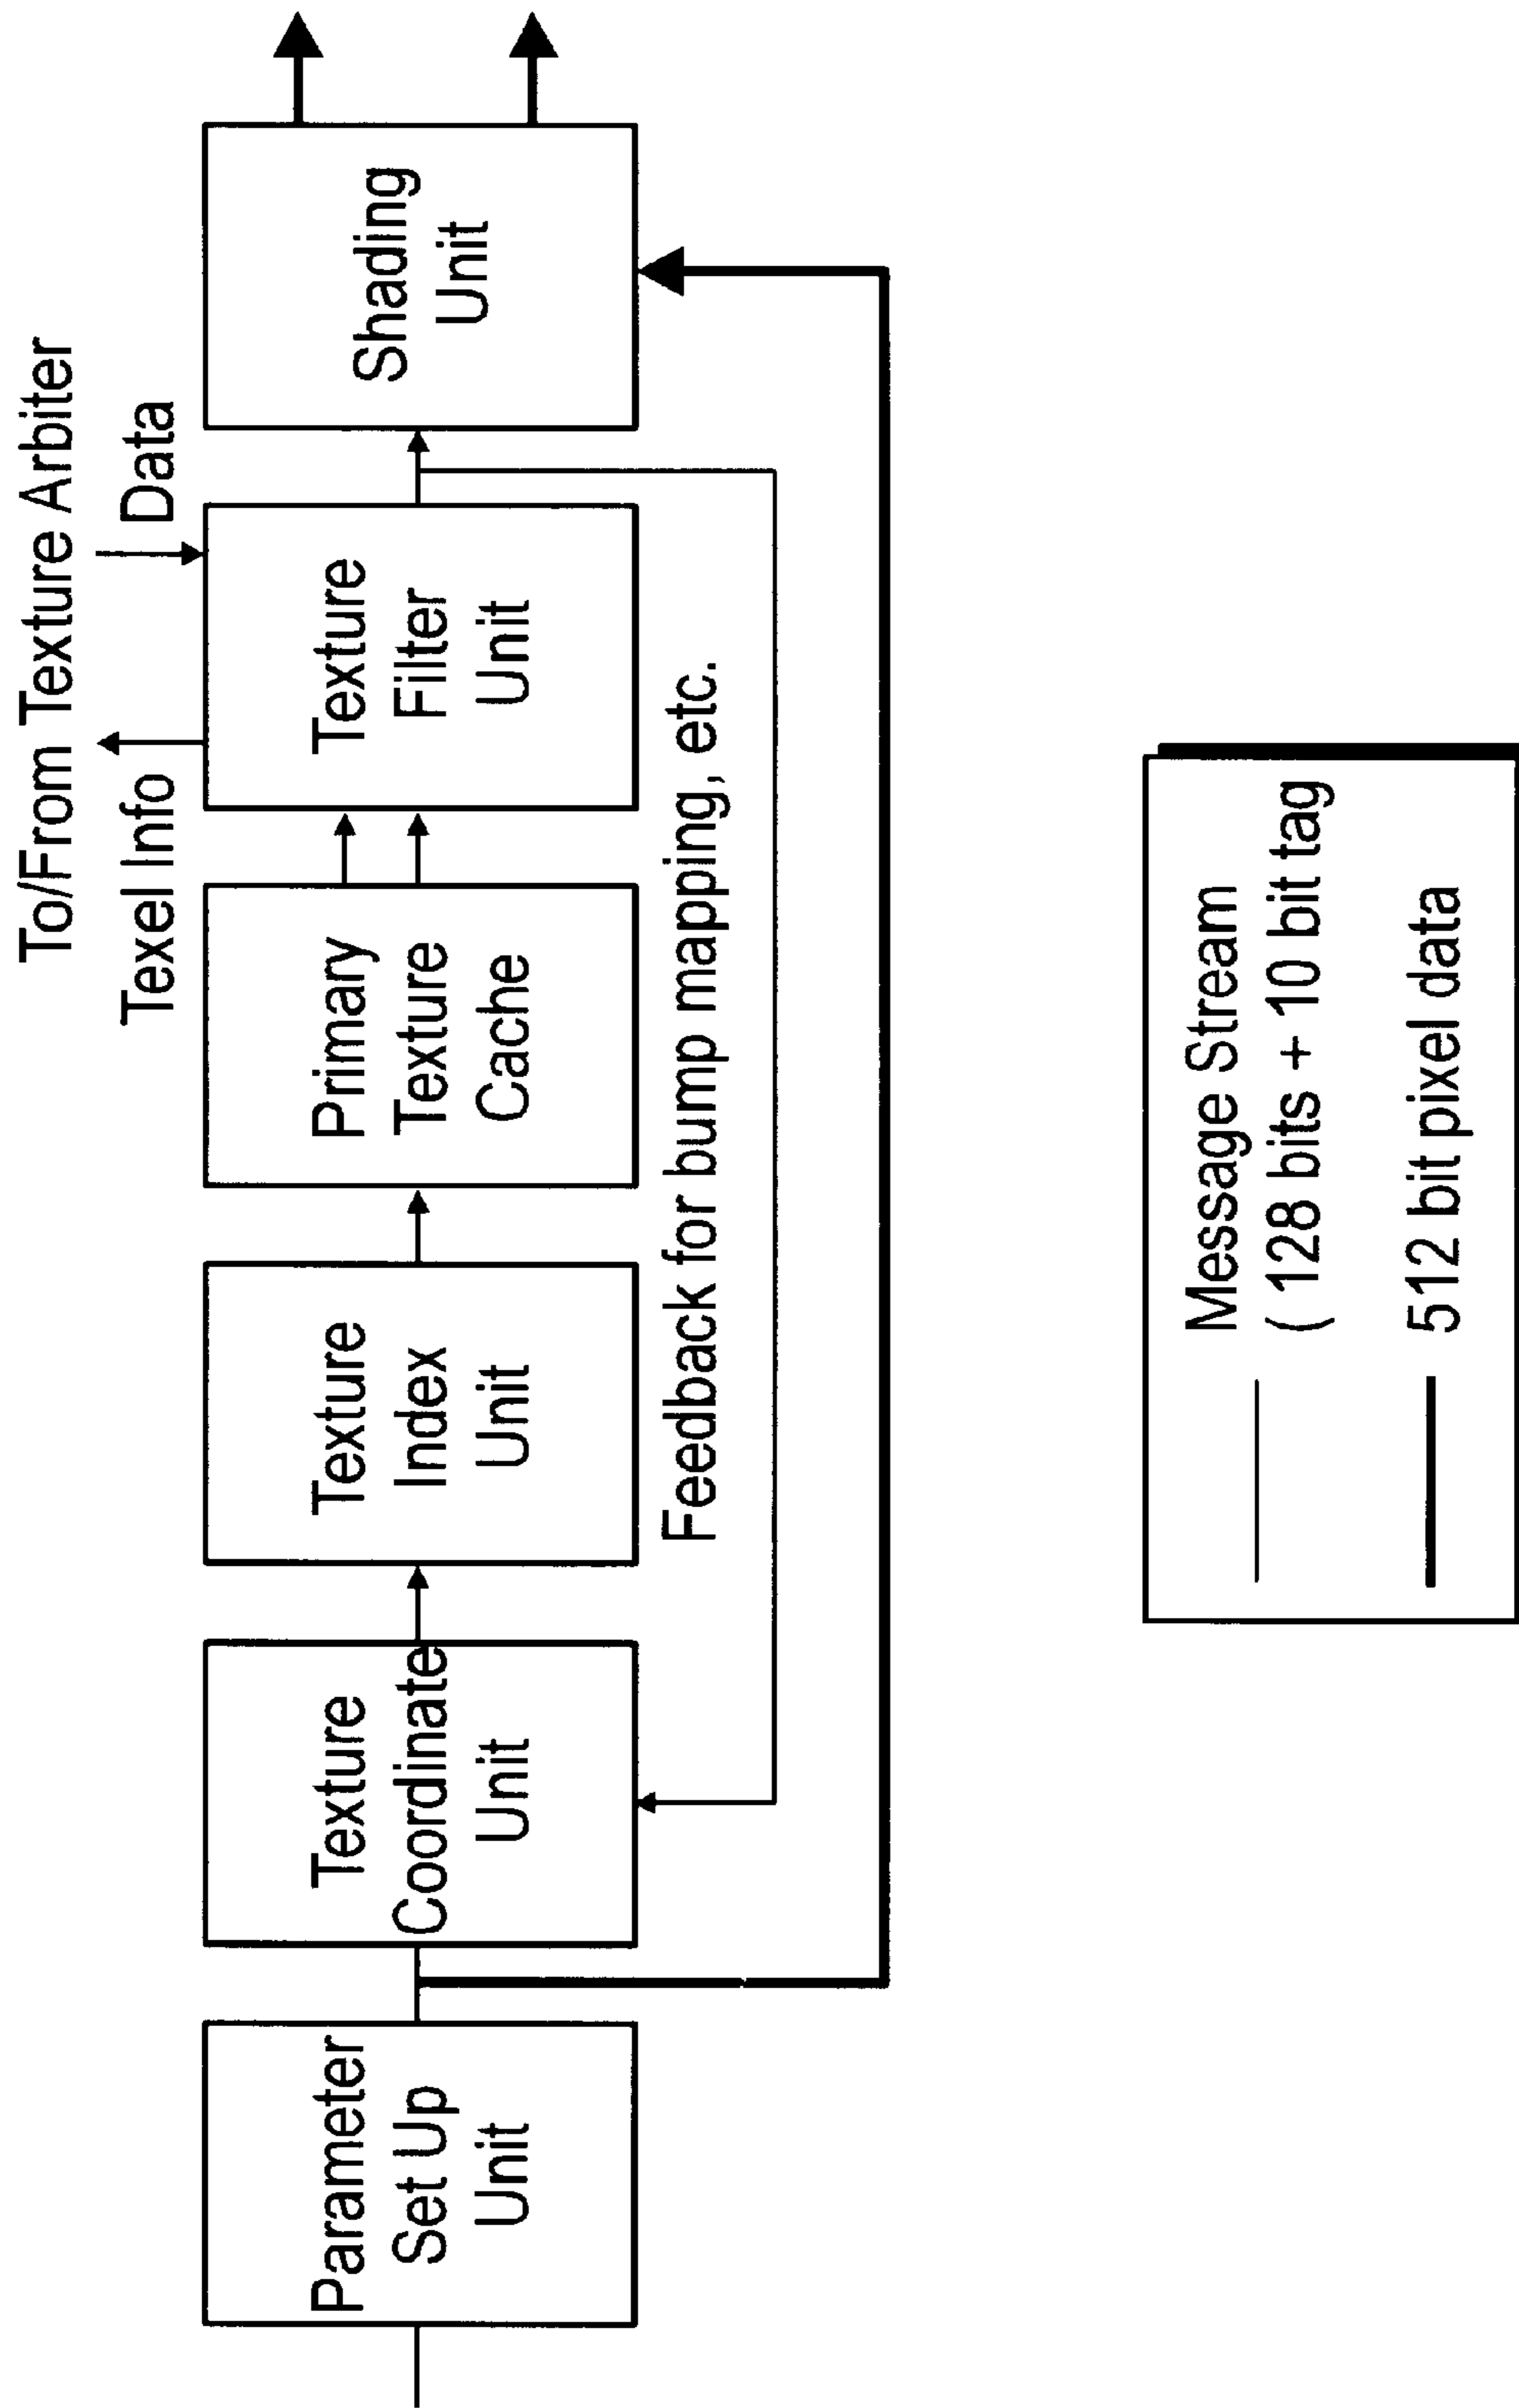 To/From Texture Arbiter
Texel Info
Data
Parameter
Set Up
Unit
Texture
Coordinate
Unit
Texture
Index
Unit
Primary
Texture
Cache
Texture
Filter
Unit
Shading
Unit
Feedback for bump mapping, etc.
Message Stream
( 128 bits + 10 bit tag
512 bit pixel data